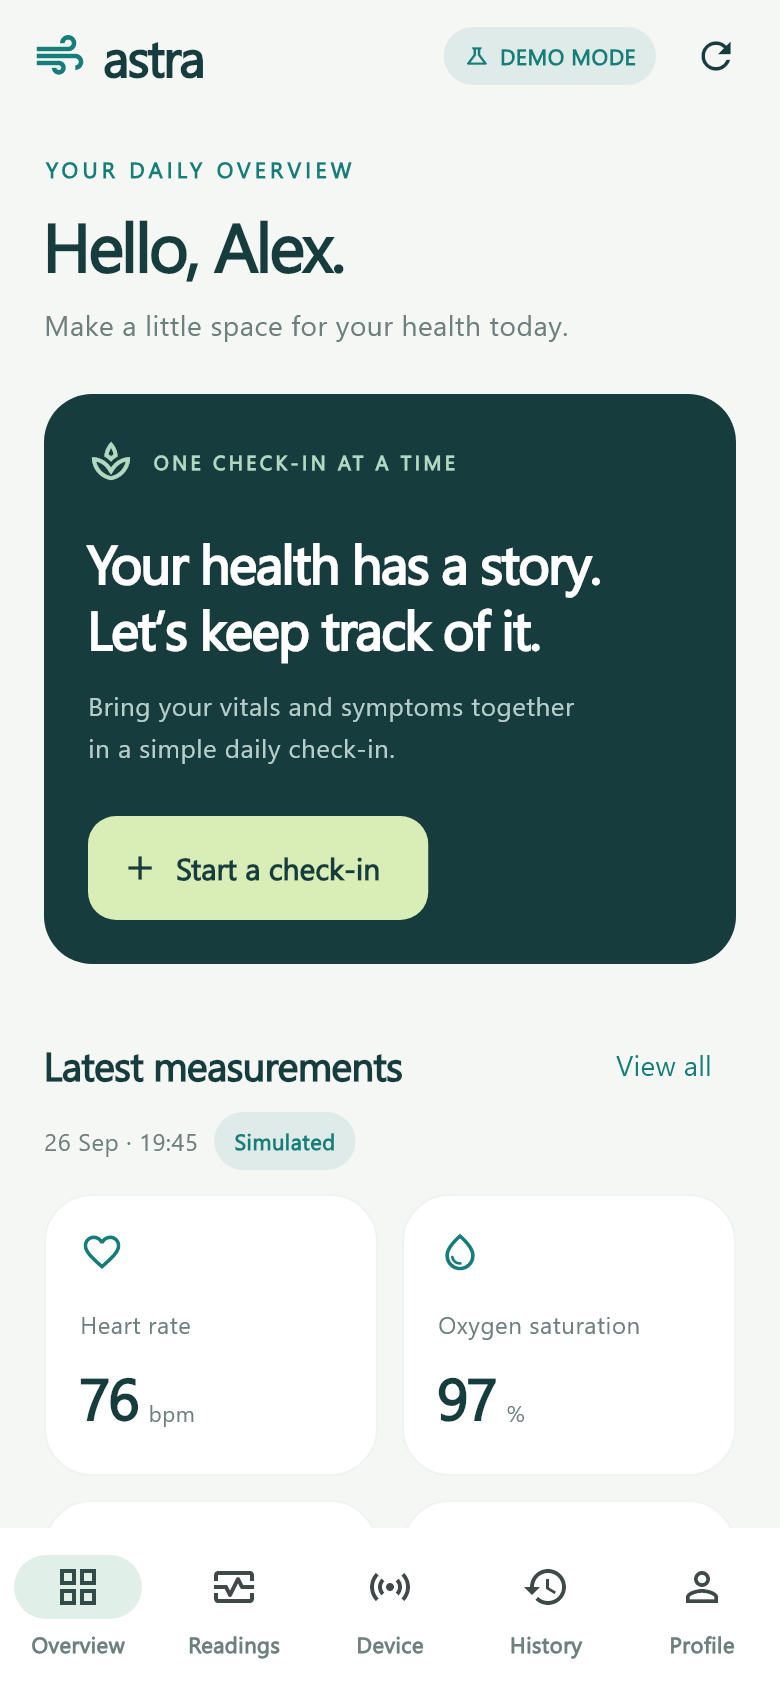 astra
DEMO MODE
YOUR DAILY OVERVIEW
Hello, Alex.
Make a little space for your health today.
ONE CHECK-IN AT A TIME
Your health has a story.
Let’s keep track of it.
Bring your vitals and symptoms together
in a simple daily check-in.
Start a check-in
Latest measurements
View all
26 Sep · 19:45
Simulated
Heart rate
76 bpm
Oxygen saturation
97 %
Overview
Readings
Device
History
Profile